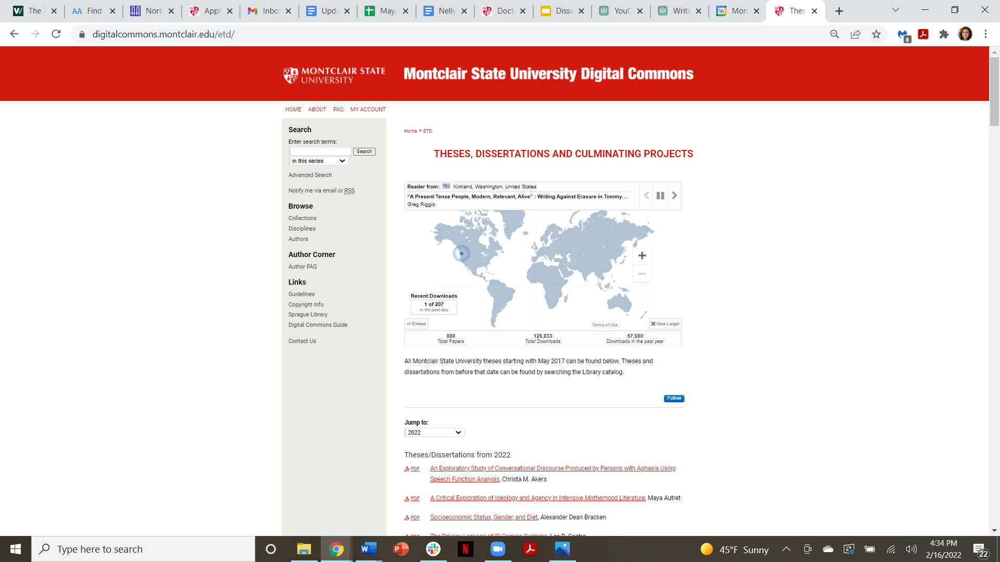 The
Find
Nort
Appl
Inbo
Upda
May/
Nelly
Doct
Disse
YouC
Writi
16
Mon
Thes
digitalcommons.montclair.edu/etd/
8
MONTCLAIR STATE
UNIVERSITY
Montclair State University Digital Commons
HOME ABOUT FAQ MY ACCOUNT
Search
Enter search terms:
Search
in this series
Advanced Search
Notify me via email or RSS
Browse
Collections
Disciplines
Authors
Author Corner
Author FAQ
Links
Guidelines
Copyright Info
Sprague Library
Digital Commons Guide
Contact Us
Home > ETD
THESES, DISSERTATIONS AND CULMINATING PROJECTS
Reader from: Kirkland, Washington, United States
“A Present Tense People, Modern, Relevant, Alive” : Writing Against Erasure in Tommy...
Greg Riggio
Recent Downloads
1 of 207
in the past day
</> Embed
Terms of Use
View Larger
888 126,833 57,680
Total Papers Total Downloads Downloads in the past year
All Montclair State University theses starting with May 2017 can be found below. Theses and
dissertations from before that date can be found by searching the Library catalog.
Follow
Jump to:
2022
Theses/Dissertations from 2022
PDF An Exploratory Study of Conversational Discourse Produced by Persons with Aphasia Using
Speech Function Analysis, Christa M. Akers
PDF A Critical Exploration of Ideology and Agency in Intensive Motherhood Literature, Maya Autret
PDF Socioeconomic Status, Gender, and Diet, Alexander Dean Bracken
Type here to search
45°F Sunny
4:34 PM
2/16/2022
22